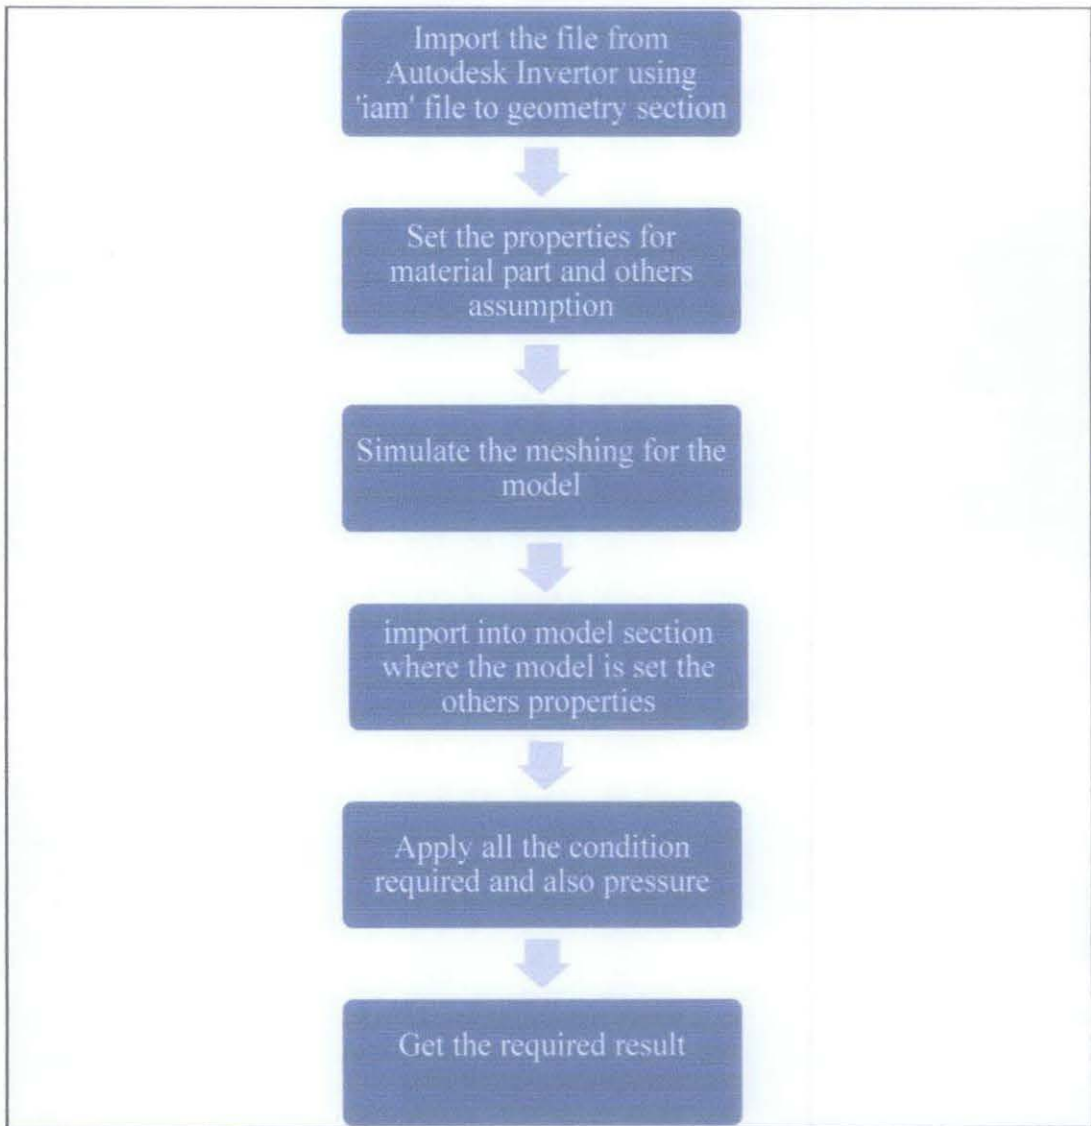 Import the file from
Autodesk Invertor using
'iam' file to geometry section
Set the properties for
material part and others
assumption
Simulate the meshing for the
model
import into model section
where the model is set the
others properties
Apply all the condition
required and also pressure
Get the required result